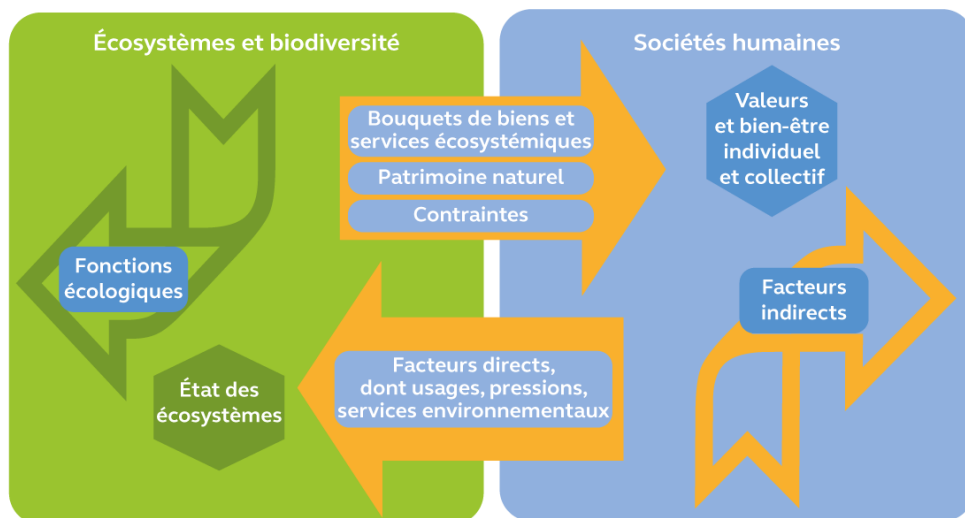 Écosystèmes et biodiversité
Sociétés humaines
Bouquets de biens et
services écosystémiques
Patrimoine naturel
Contraintes
Valeurs
et bien-être
individuel
et collectif
Fonctions
écologiques
Facteurs
indirects
Facteurs directs,
dont usages, pressions,
services environnementaux
État des
écosystèmes